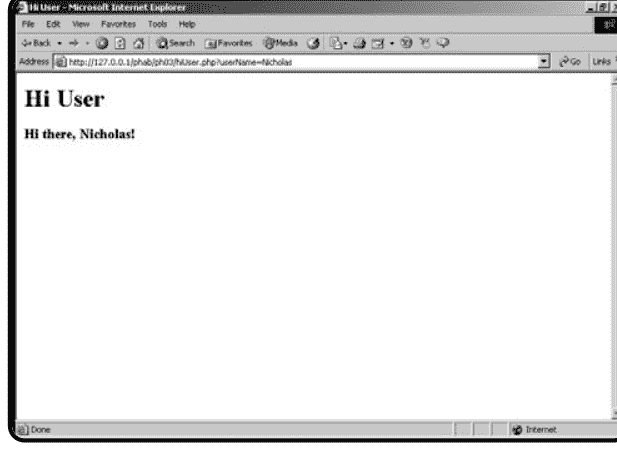 Hi User - Microsoft Internet Explorer
File Edit View Favorites Tools Help
Back Search Favorites Media
Address http://127.0.0.1/phab/ph03/hiUser.php?userName=Nicholas Go Links
Hi User
Hi there, Nicholas!
Done Internet